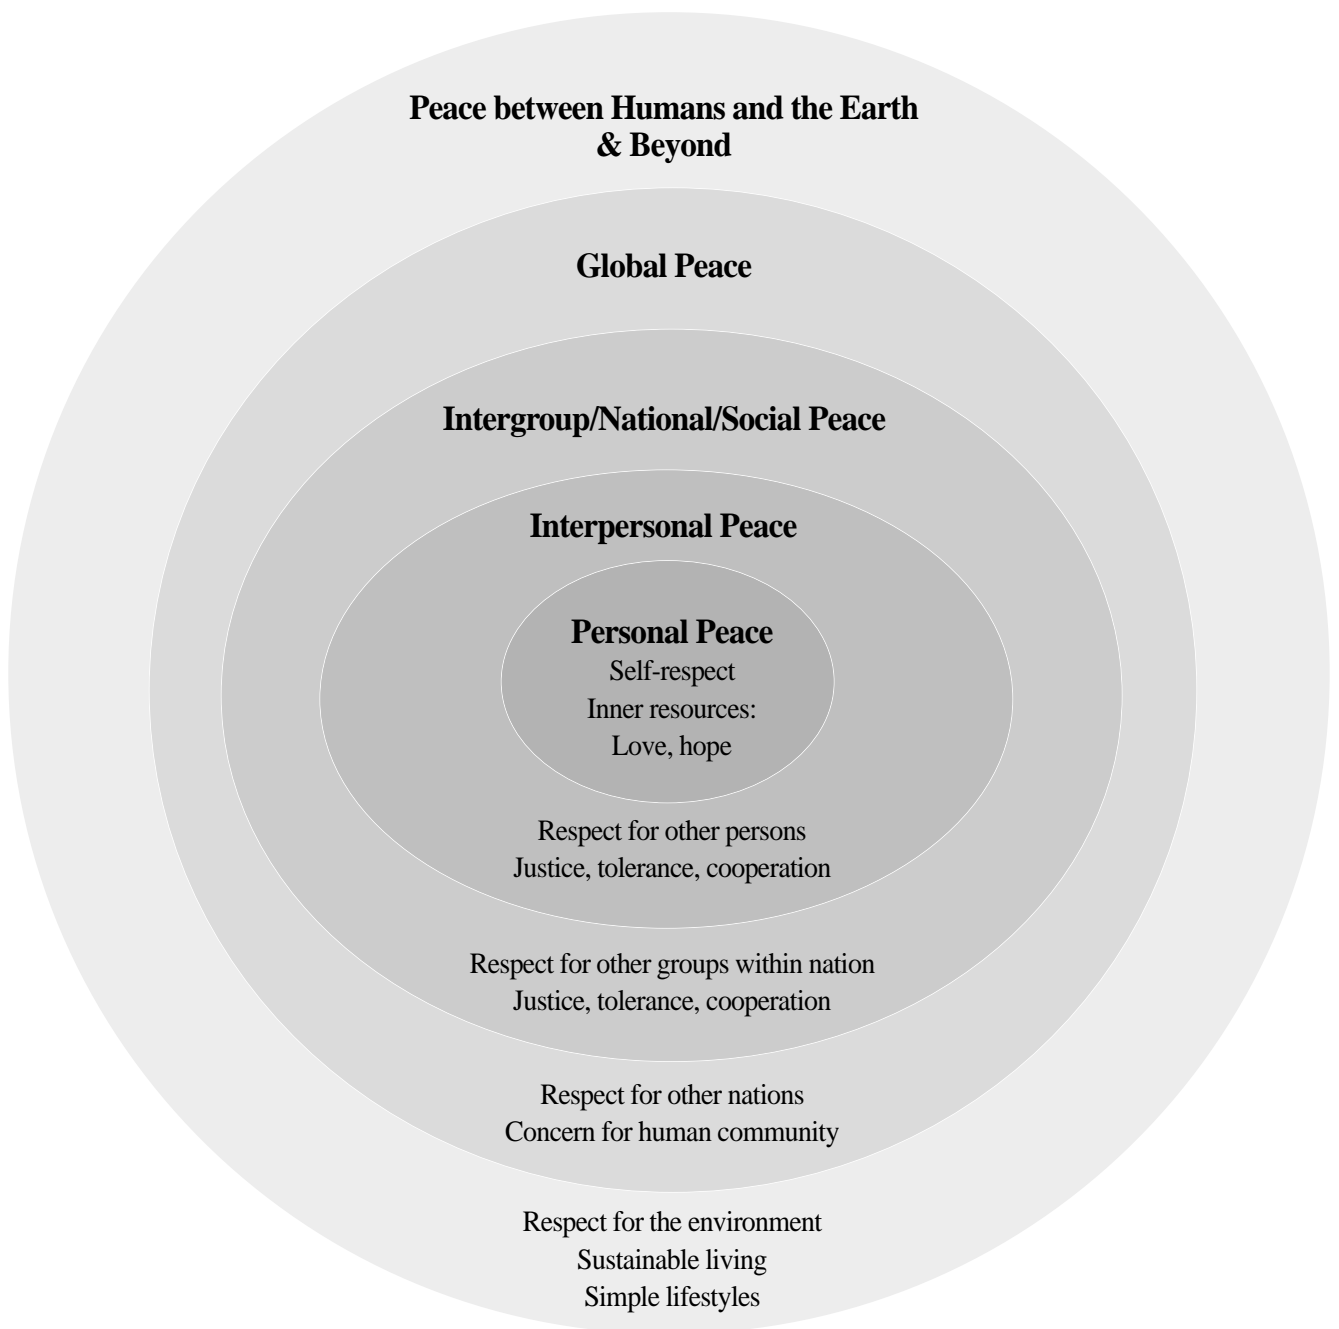 Peace between Humans and the Earth
& Beyond
Global Peace
Intergroup/National/Social Peace
Interpersonal Peace
Personal Peace
Self-respect
Inner resources:
Love, hope
Respect for other persons
Justice, tolerance, cooperation
Respect for other groups within nation
Justice, tolerance, cooperation
Respect for other nations
Concern for human community
Respect for the environment
Sustainable living
Simple lifestyles